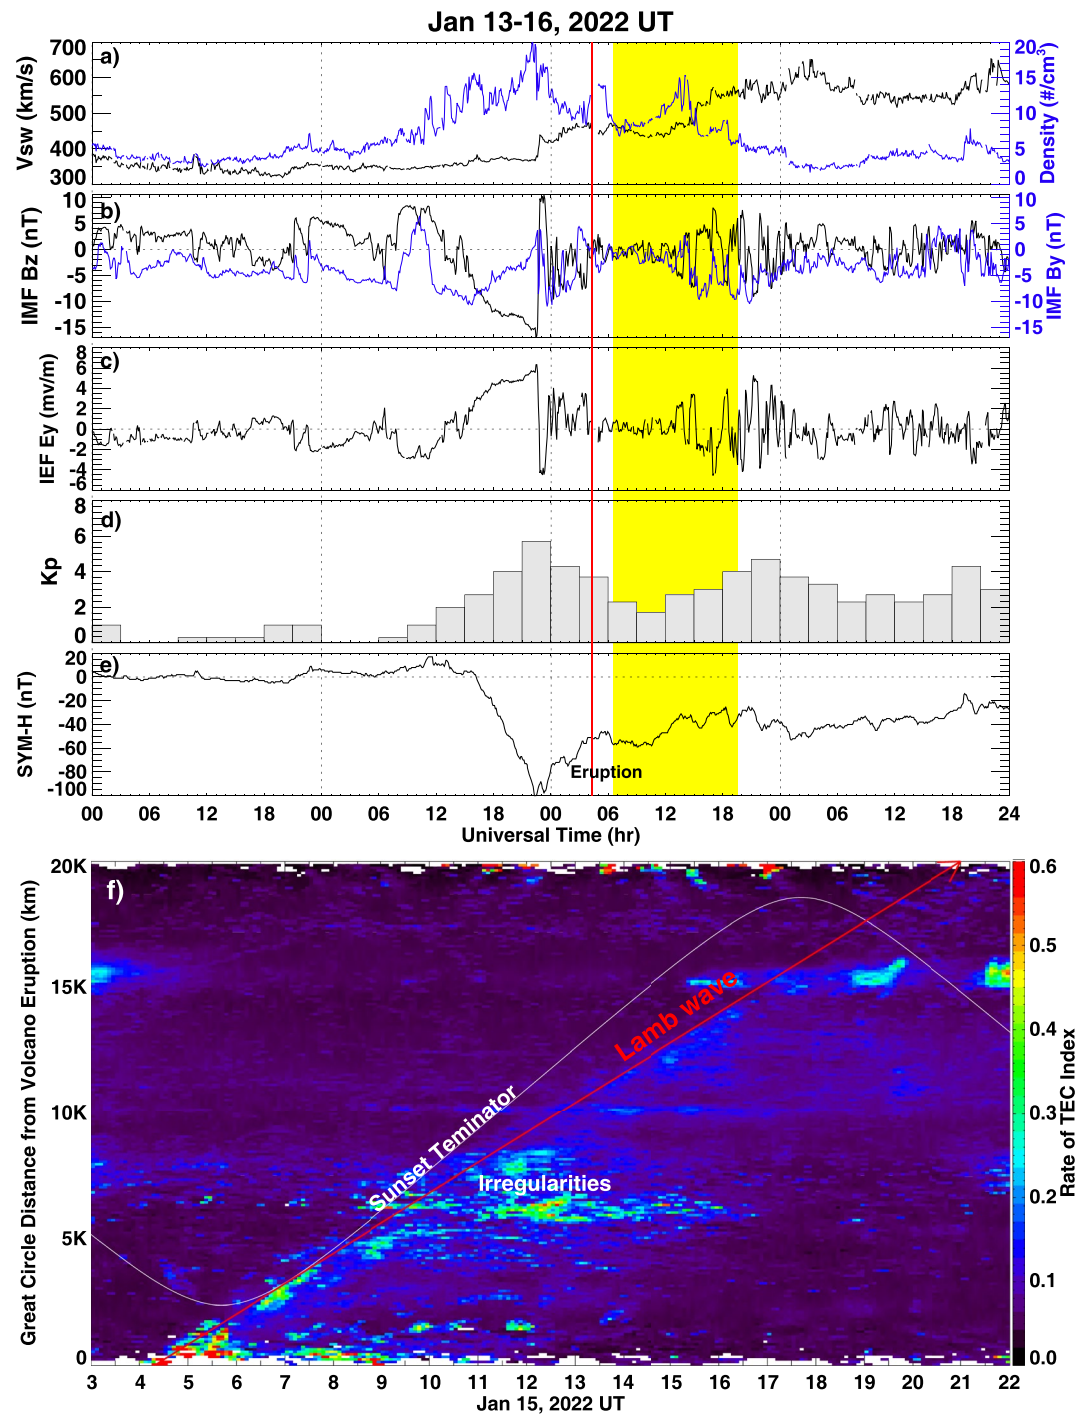 Jan 13-16, 2022 UT
a)
Vsw (km/s)
700
600
500
400
300
20
15
10
5
0
Density (#/cm³)
b)
IMF Bz (nT)
10
5
0
-5
-10
-15
10
5
0
-5
-10
-15
IMF By (nT)
c)
IEF Ey (mv/m)
8
6
4
2
0
-2
-4
-6
d)
Kp
8
6
4
2
0
e)
SYM-H (nT)
20
0
-20
-40
-60
-80
-100
Eruption
00 06 12 18 00 06 12 18 00 06 12 18 00 06 12 18 24
Universal Time (hr)
f)
Great Circle Distance from Volcano Eruption (km)
20K
15K
10K
5K
0
Lamb wave
Sunset Teminator
Irregularities
0.6
0.5
0.4
0.3
0.2
0.1
0.0
Rate of TEC Index
3 4 5 6 7 8 9 10 11 12 13 14 15 16 17 18 19 20 21 22
Jan 15, 2022 UT